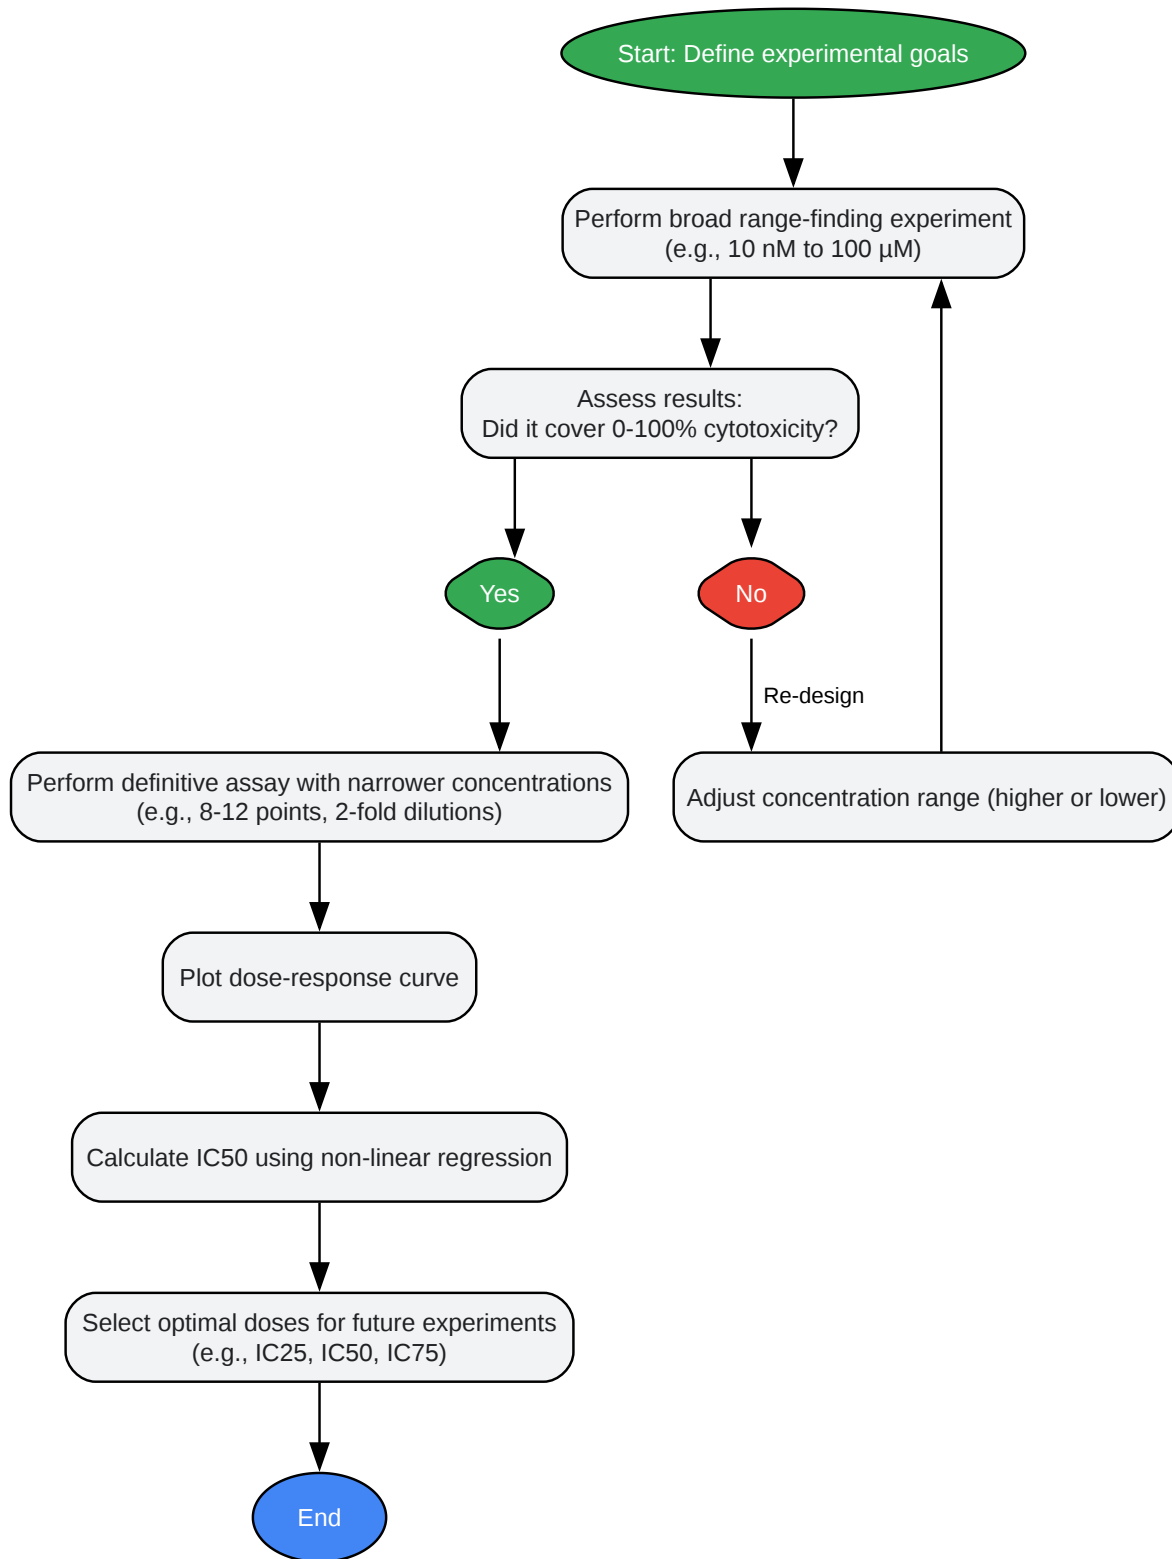 Start: Define experimental goals
Perform broad range-finding experiment
(e.g., 10 nM to 100 µM)
Assess results:
Did it cover 0-100% cytotoxicity?
Yes
No
Re-design
Perform definitive assay with narrower concentrations
(e.g., 8-12 points, 2-fold dilutions)
Adjust concentration range (higher or lower)
Plot dose-response curve
Calculate IC50 using non-linear regression
Select optimal doses for future experiments
(e.g., IC25, IC50, IC75)
End